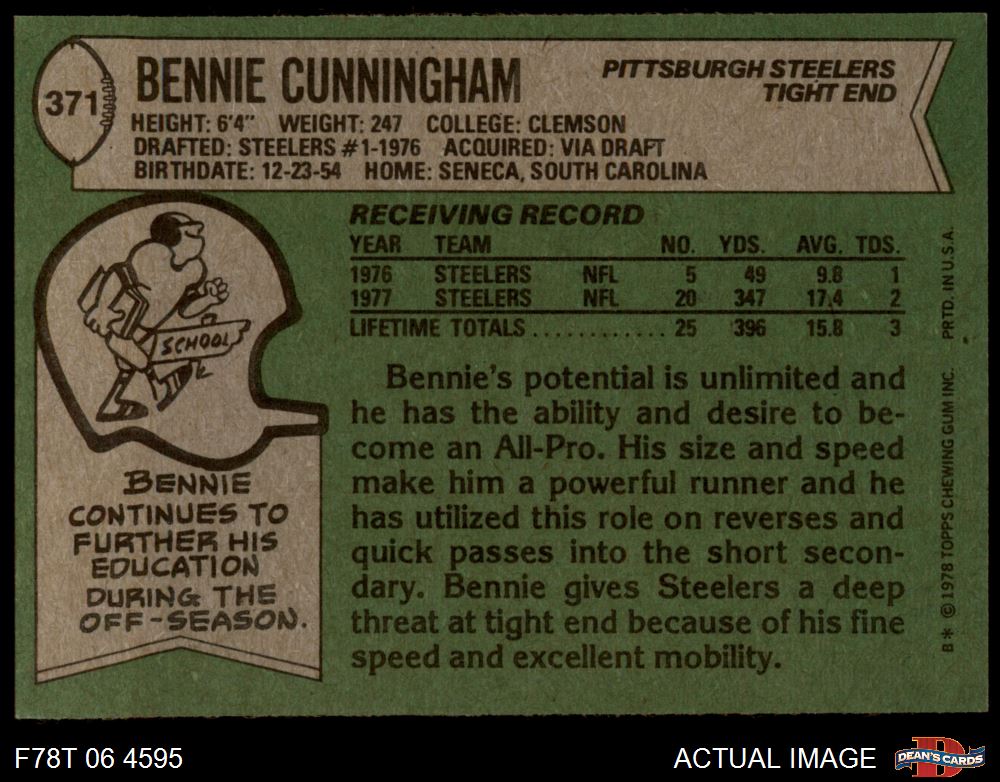 371
BENNIE CUNNINGHAM
PITTSBURGH STEELERS
TIGHT END
HEIGHT: 6'4" WEIGHT: 247 COLLEGE: CLEMSON
DRAFTED: STEELERS #1-1976 ACQUIRED: VIA DRAFT
BIRTHDATE: 12-23-54 HOME: SENECA, SOUTH CAROLINA
RECEIVING RECORD
YEAR TEAM NO. YDS. AVG. TDS.
1976 STEELERS NFL 5 49 9.8 1
1977 STEELERS NFL 20 347 17.4 2
LIFETIME TOTALS ............ 25 396 15.8 3
SCHOOL
BENNIE
CONTINUES TO
FURTHER HIS
EDUCATION
DURING THE
OFF-SEASON.
Bennie's potential is unlimited and
he has the ability and desire to be-
come an All-Pro. His size and speed
make him a powerful runner and he
has utilized this role on reverses and
quick passes into the short secon-
dary. Bennie gives Steelers a deep
threat at tight end because of his fine
speed and excellent mobility.
B* © 1978 TOPPS CHEWING GUM INC. PRTD. IN U.S.A.
F78T 06 4595
ACTUAL IMAGE
D
DEAN'S CARDS